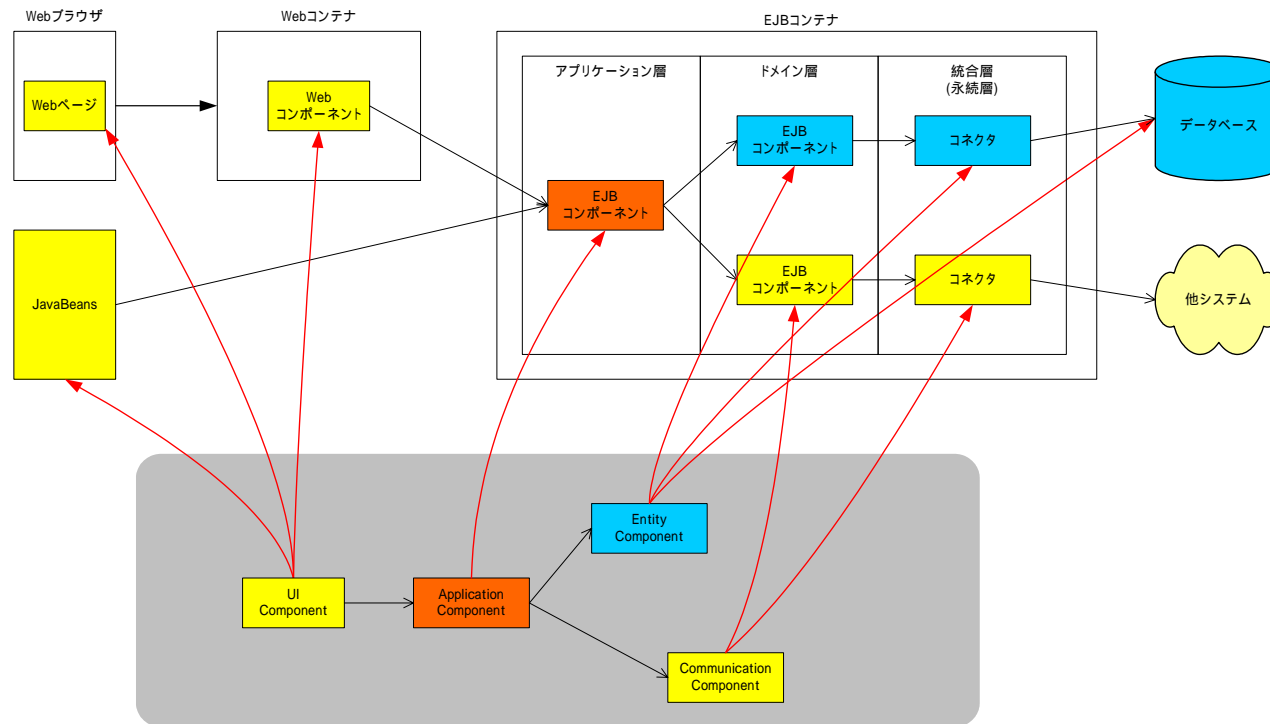 Webブラウザ
Webコンテナ
EJBコンテナ
アプリケーション層
ドメイン層
統合層
(永続層)
Webページ
Web
コンポーネント
EJB
コンポーネント
コネクタ
データベース
EJB
コンポーネント
JavaBeans
EJB
コンポーネント
コネクタ
他システム
Entity
Component
UI
Component
Application
Component
Communication
Component